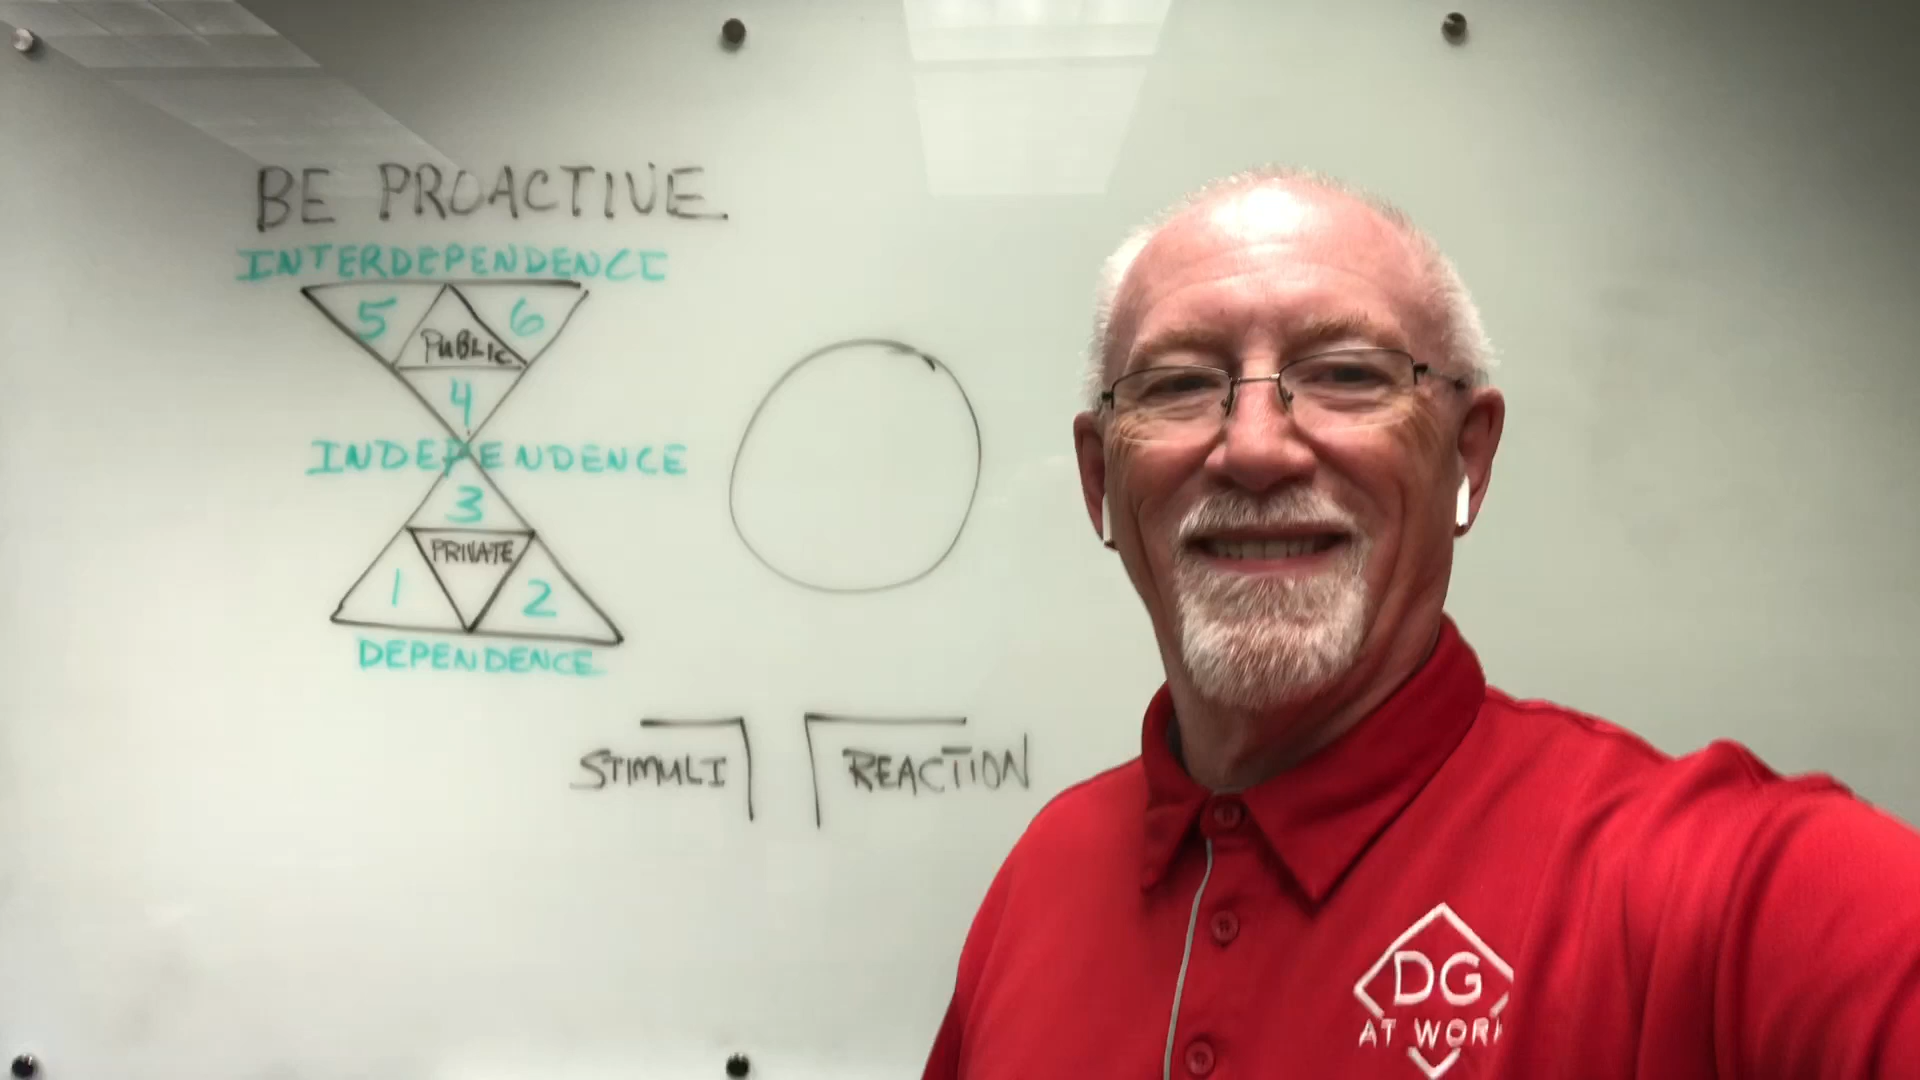 BE PROACTIVE
INTERDEPENDENCE
5 6
PUBLIC
4
INDEPENDENCE
3
PRIVATE
1 2
DEPENDENCE
STIMULI REACTION
DG
AT WORK